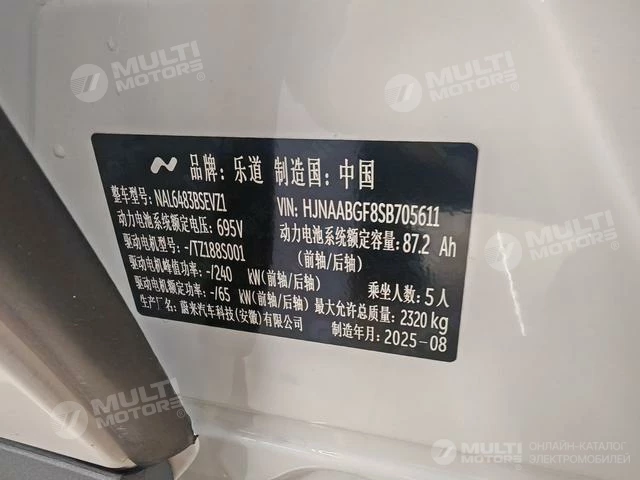 MULTI
MOTORS
MULTI
MOTORS
品牌: 乐道 制造国: 中国
整车型号: NAL6483BSEVZ1 VIN: HJNAABGF8SB705611
动力电池系统额定电压: 695V 动力电池系统额定容量: 87.2 Ah
驱动电机型号: -/TZ188S001 (前轴/后轴)
驱动电机峰值功率: -/240 kW(前轴/后轴) 乘坐人数: 5人
驱动电机额定功率: -/65 kW(前轴/后轴) 最大允许总质量: 2320 kg
生产厂名: 蔚来汽车科技(安徽)有限公司 制造年月: 2025-08
MULTI
MOTORS
MULTI
MOTORS
ОНЛАЙН-КАТАЛОГ
ЭЛЕКТРОМОБИЛЕЙ